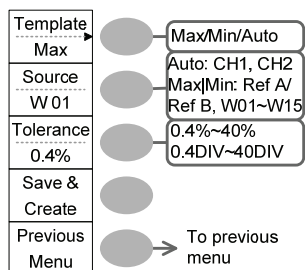 Template
Max
Max/Min/Auto
Source
W 01
Auto: CH1, CH2
Max|Min: Ref A/
Ref B, W01~W15
Tolerance
0.4%
0.4%~40%
0.4DIV~40DIV
Save &
Create
Previous
Menu
To previous
menu